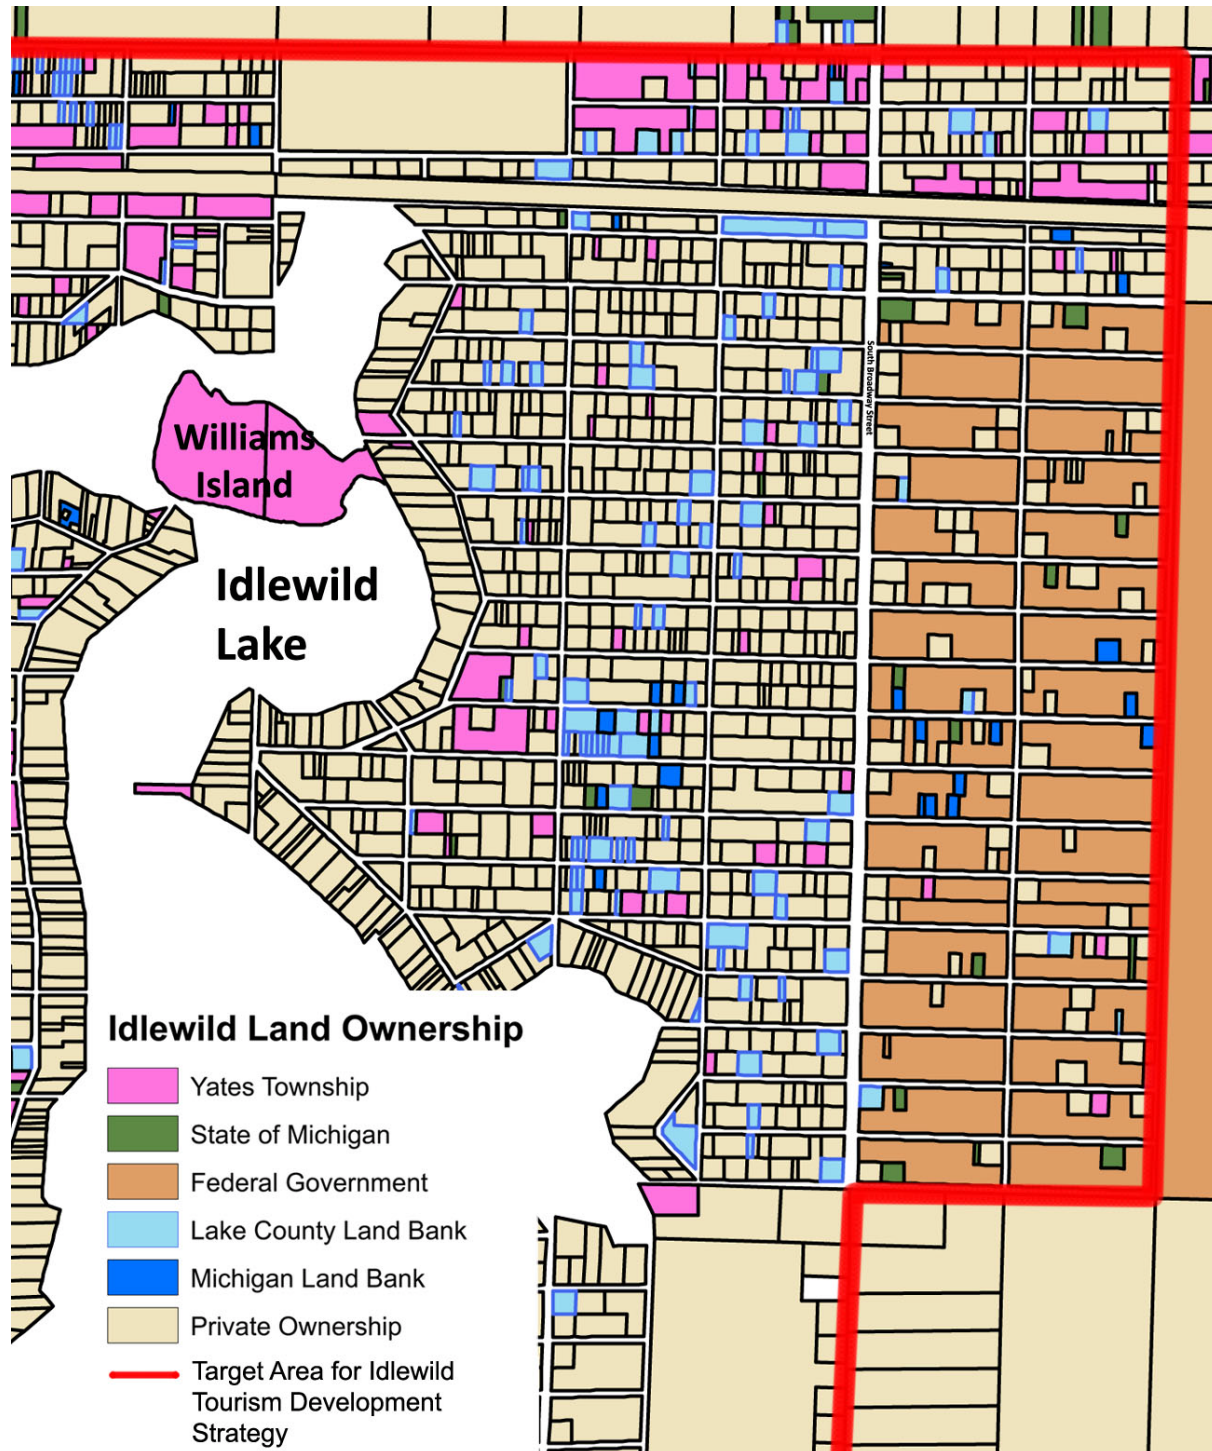 South Broadway Street
Williams
Island
Idlewild
Lake
Idlewild Land Ownership
Yates Township
State of Michigan
Federal Government
Lake County Land Bank
Michigan Land Bank
Private Ownership
Target Area for Idlewild
Tourism Development
Strategy